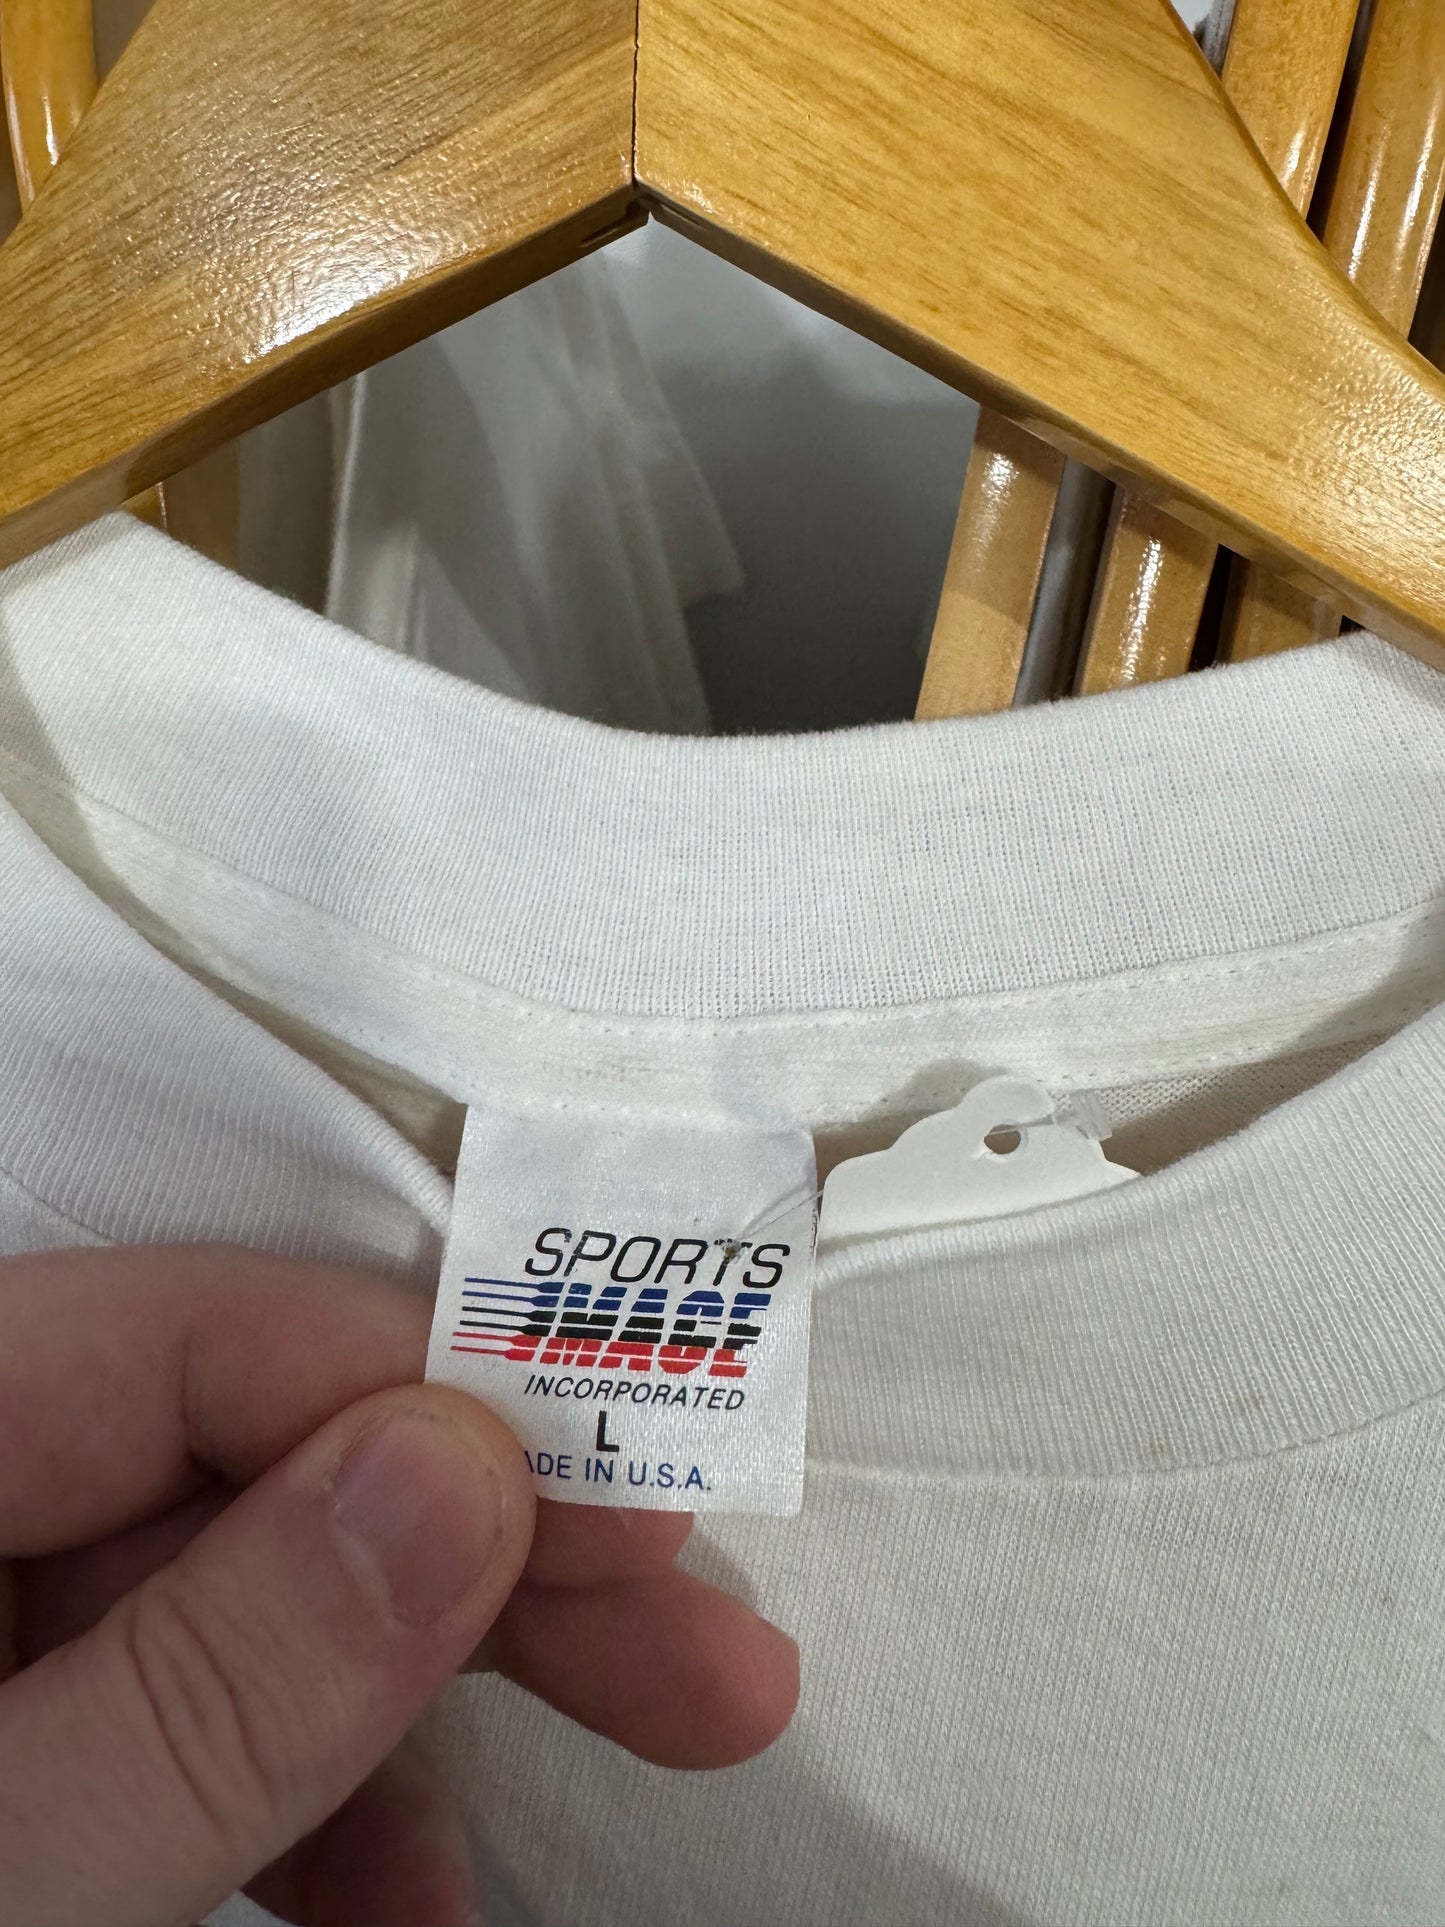 SPORTS
IMAGE
INCORPORATED
L
ADE IN U.S.A.